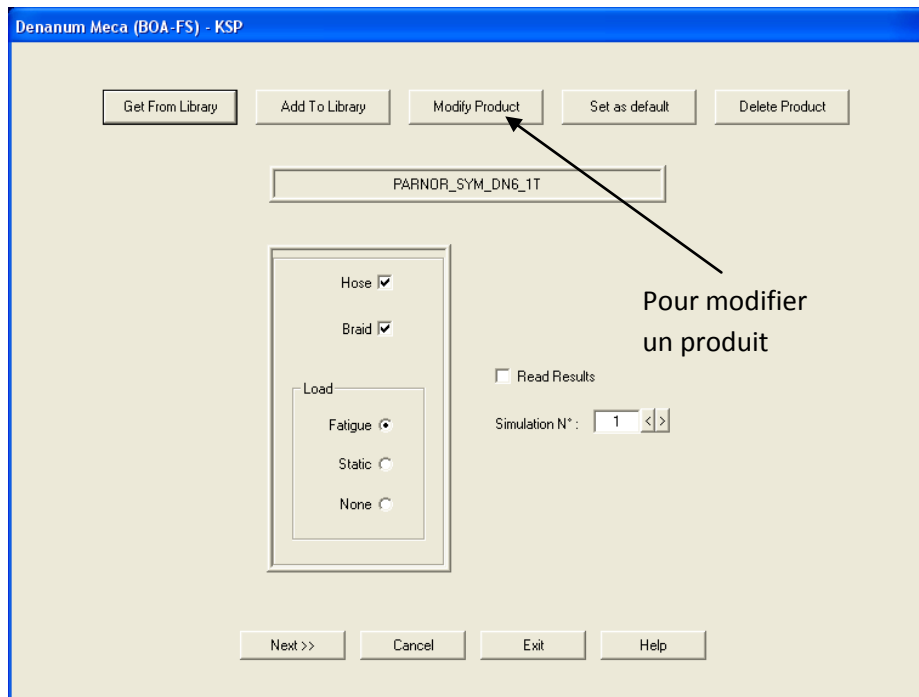 Denanum Meca (BOA-FS) - KSP
Get From Library Add To Library Modify Product Set as default Delete Product
PARNOR_SYM_DN6_1T
Hose
Braid
Load
Fatigue
Static
None
Read Results
Simulation N° : 1 < >
Pour modifier
un produit
Next >> Cancel Exit Help